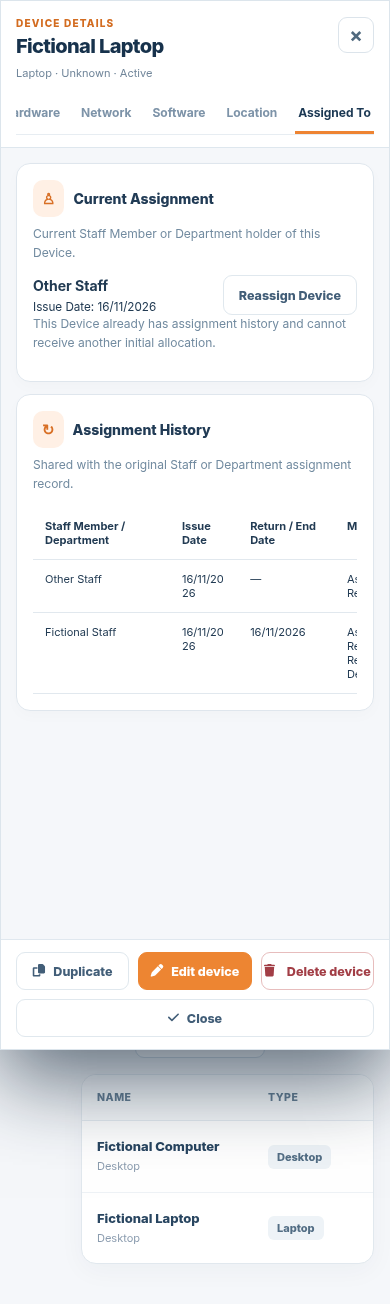 DEVICE DETAILS
Fictional Laptop
Laptop · Unknown · Active
Network Software Location Assigned To
Current Assignment
Current Staff Member or Department holder of this
Device.
Other Staff
Issue Date: 16/11/2026
Reassign Device
This Device already has assignment history and cannot
receive another initial allocation.
Assignment History
Shared with the original Staff or Department assignment
record.
Staff Member /
Department
Issue
Date
Return / End
Date
Other Staff
16/11/20
26
—
Fictional Staff
16/11/20
26
16/11/2026
Duplicate
Edit device
Delete device
Close
NAME TYPE
Fictional Computer
Desktop
Desktop
Fictional Laptop
Desktop
Laptop